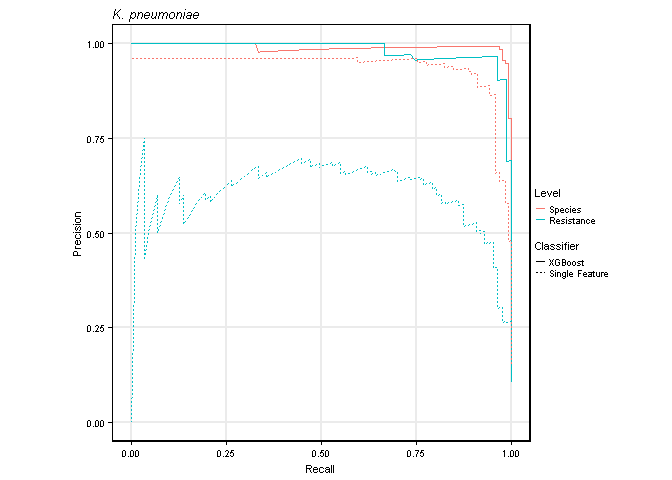 K. pneumoniae
1.00
0.75
0.50
0.25
0.00
Precision
0.00 0.25 0.50 0.75 1.00
Recall
Level
Species
Resistance
Classifier
XGBoost
Single Feature